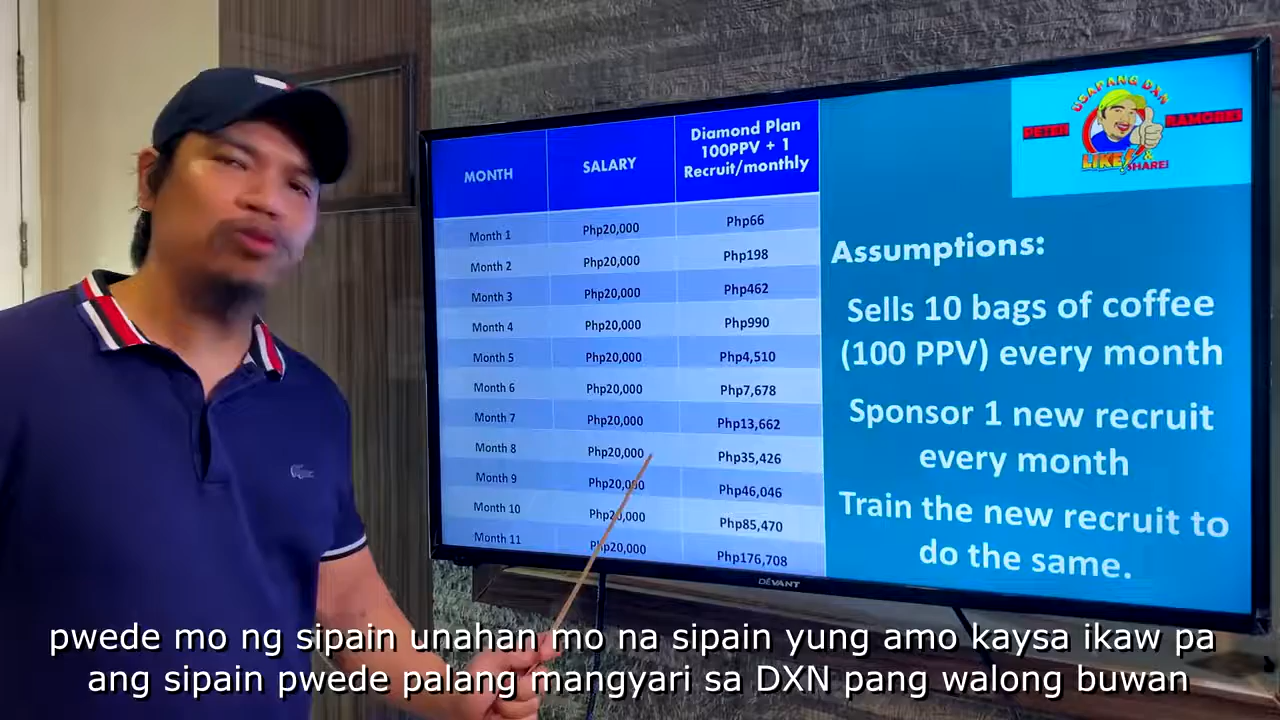 USAPANG DXN
PETER RAMORES
LIKE & SHARE!
MONTH SALARY Diamond Plan
100PPV + 1
Recruit/monthly
Month 1 Php20,000 Php66
Month 2 Php20,000 Php198
Month 3 Php20,000 Php462
Month 4 Php20,000 Php990
Month 5 Php20,000 Php4,510
Month 6 Php20,000 Php7,678
Month 7 Php20,000 Php13,662
Month 8 Php20,000 Php35,426
Month 9 Php20,000 Php46,046
Month 10 Php20,000 Php85,470
Month 11 Php20,000 Php176,708
Assumptions:
Sells 10 bags of coffee
(100 PPV) every month
Sponsor 1 new recruit
every month
Train the new recruit to
do the same.
DEVANT
pwede mo ng sipain unahan mo na sipain yung amo kaysa ikaw pa
ang sipain pwede palang mangyari sa DXN pang walong buwan